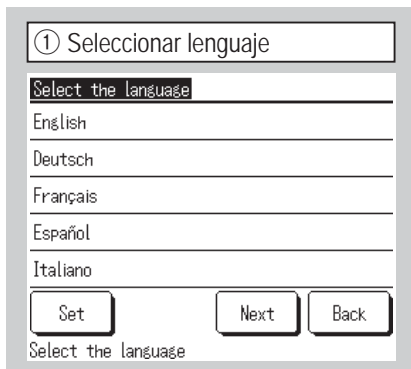 ① Seleccionar lenguaje
Select the language
English
Deutsch
Français
Español
Italiano
Set Next Back
Select the language